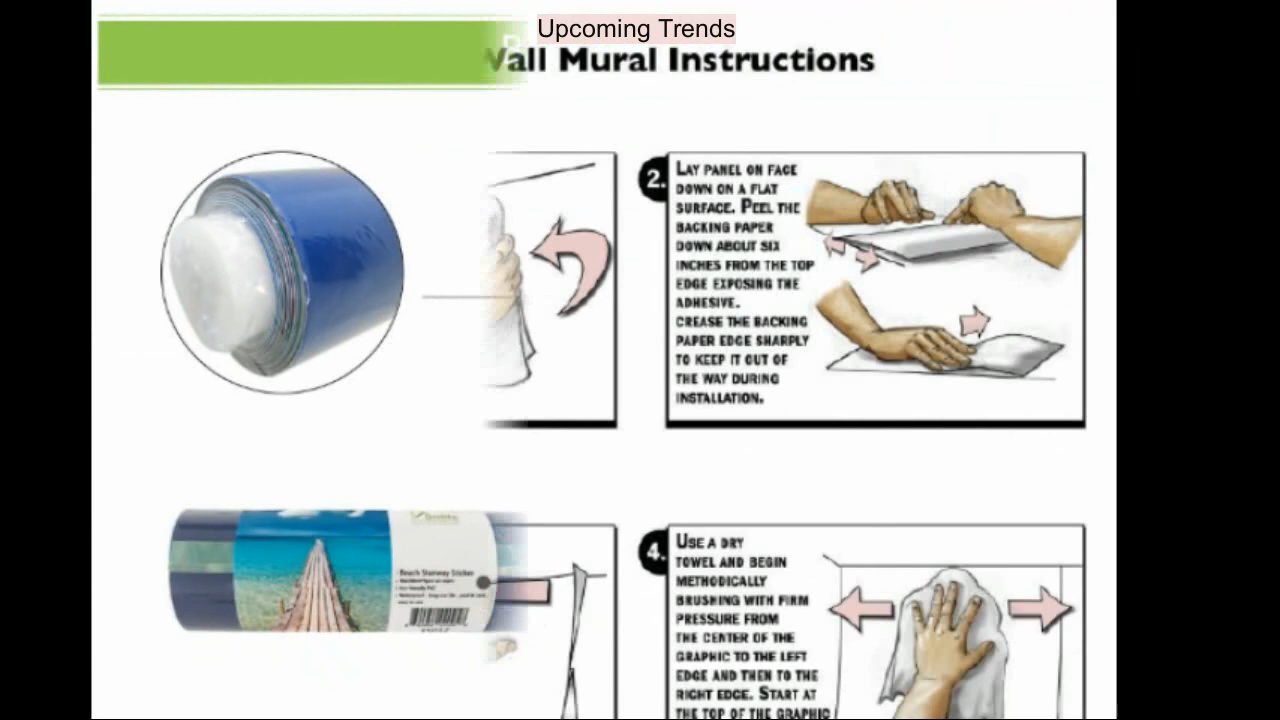 Upcoming Trends
Wall Mural Instructions
2.
LAY PANEL ON FACE
DOWN ON A FLAT
SURFACE. PEEL THE
BACKING PAPER
DOWN ABOUT SIX
INCHES FROM THE TOP
EDGE EXPOSING THE
ADHESIVE.
CREASE THE BACKING
PAPER EDGE SHARPLY
TO KEEP IT OUT OF
THE WAY DURING
INSTALLATION.
Beach Stairway Sticker
4.
USE A DRY
TOWEL AND BEGIN
METHODICALLY
BRUSHING WITH FIRM
PRESSURE FROM
THE CENTER OF THE
GRAPHIC TO THE LEFT
EDGE AND THEN TO THE
RIGHT EDGE. START AT
THE TOP OF THE GRAPHIC